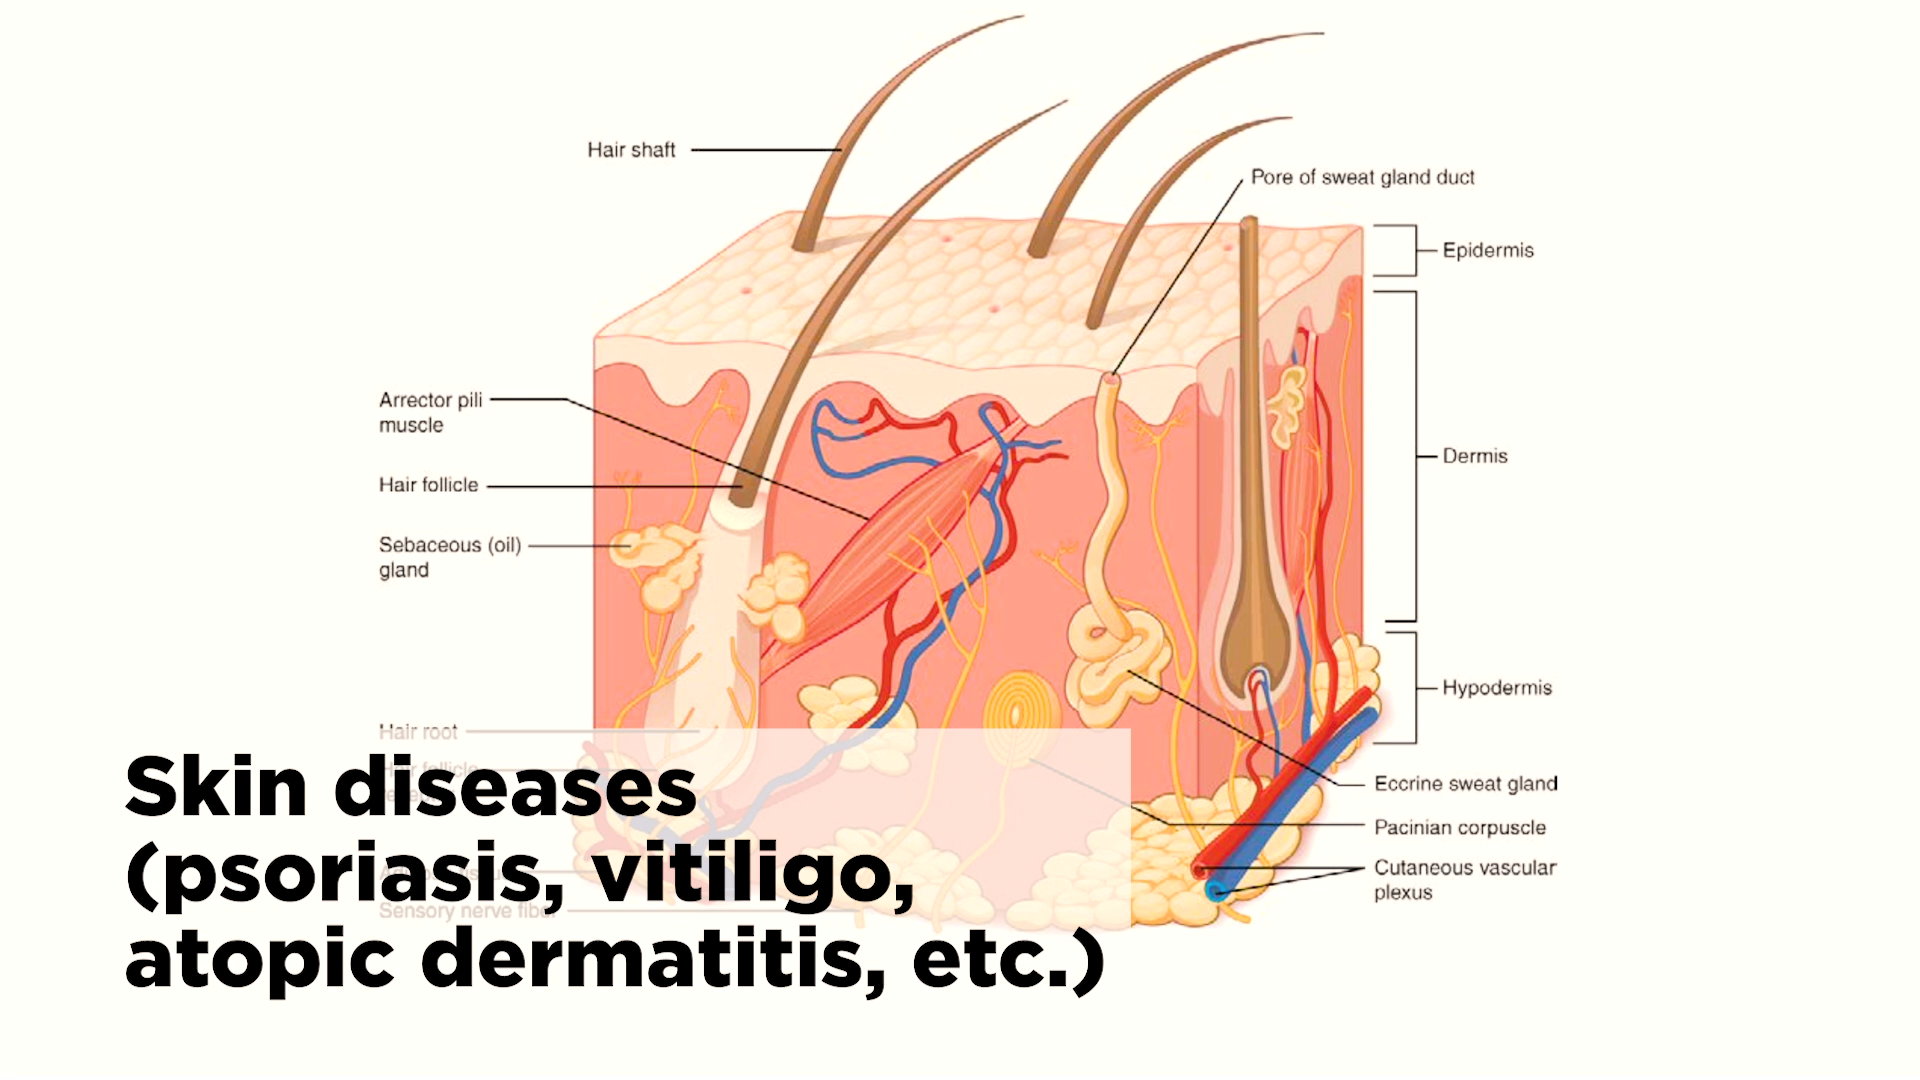 Hair shaft
Pore of sweat gland duct
Epidermis
Arrector pili
muscle
Dermis
Hair follicle
Sebaceous (oil)
gland
Hypodermis
Hair root
Hair follicle
Eccrine sweat gland
Pacinian corpuscle
Cutaneous vascular
plexus
Sensory nerve fiber
Skin diseases
(psoriasis, vitiligo,
atopic dermatitis, etc.)